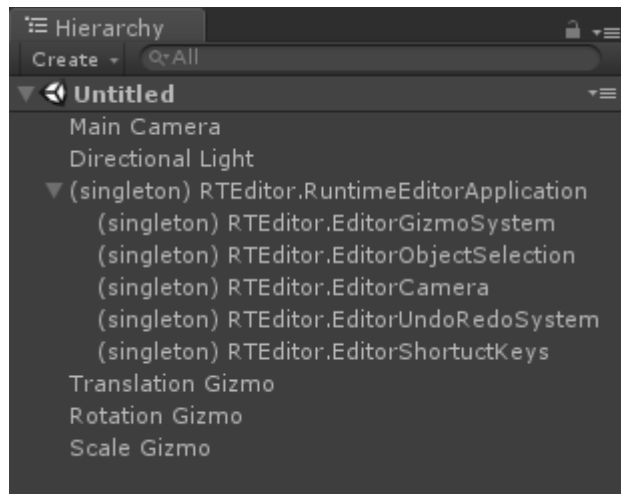 Hierarchy
Create All
Untitled
Main Camera
Directional Light
(singleton) RTEditor.RuntimeEditorApplication
(singleton) RTEditor.EditorGizmoSystem
(singleton) RTEditor.EditorObjectSelection
(singleton) RTEditor.EditorCamera
(singleton) RTEditor.EditorUndoRedoSystem
(singleton) RTEditor.EditorShortuctKeys
Translation Gizmo
Rotation Gizmo
Scale Gizmo